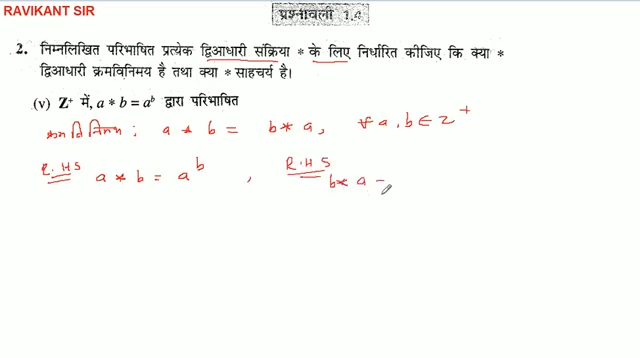 RAVIKANT SIR
प्रश्नावली 1.4
2. निम्नलिखित परिभाषित प्रत्येक द्विआधारी संक्रिया * के लिए निर्धारित कीजिए कि क्या *
द्विआधारी क्रमविनिमय है तथा क्या * साहचर्य है।
(v) Z⁺ में, a * b = aᵇ द्वारा परिभाषित
क्रमविनिमय : a * b = b * a, ∀ a, b ∈ Z⁺
R.H.S a * b = aᵇ , R.H.S b * a =